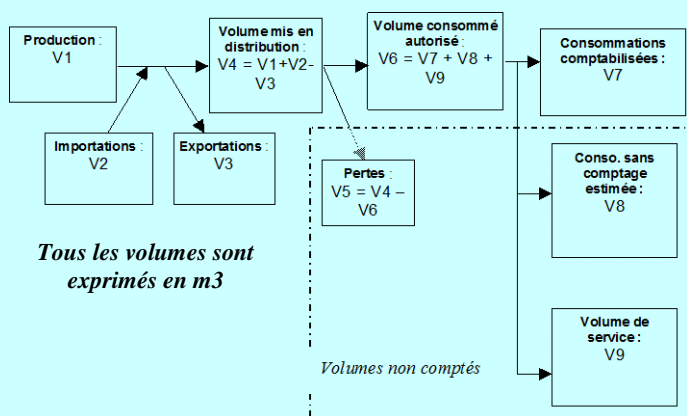 Production :
V1
Volume mis en
distribution :
V4 = V1+V2-
V3
Volume consommé
autorisé :
V6 = V7 + V8 +
V9
Consommations
comptabilisées :
V7
Importations :
V2
Exportations :
V3
Pertes :
V5 = V4 –
V6
Conso. sans
comptage
estimée :
V8
Tous les volumes sont
exprimés en m3
Volume de
service :
V9
Volumes non comptés